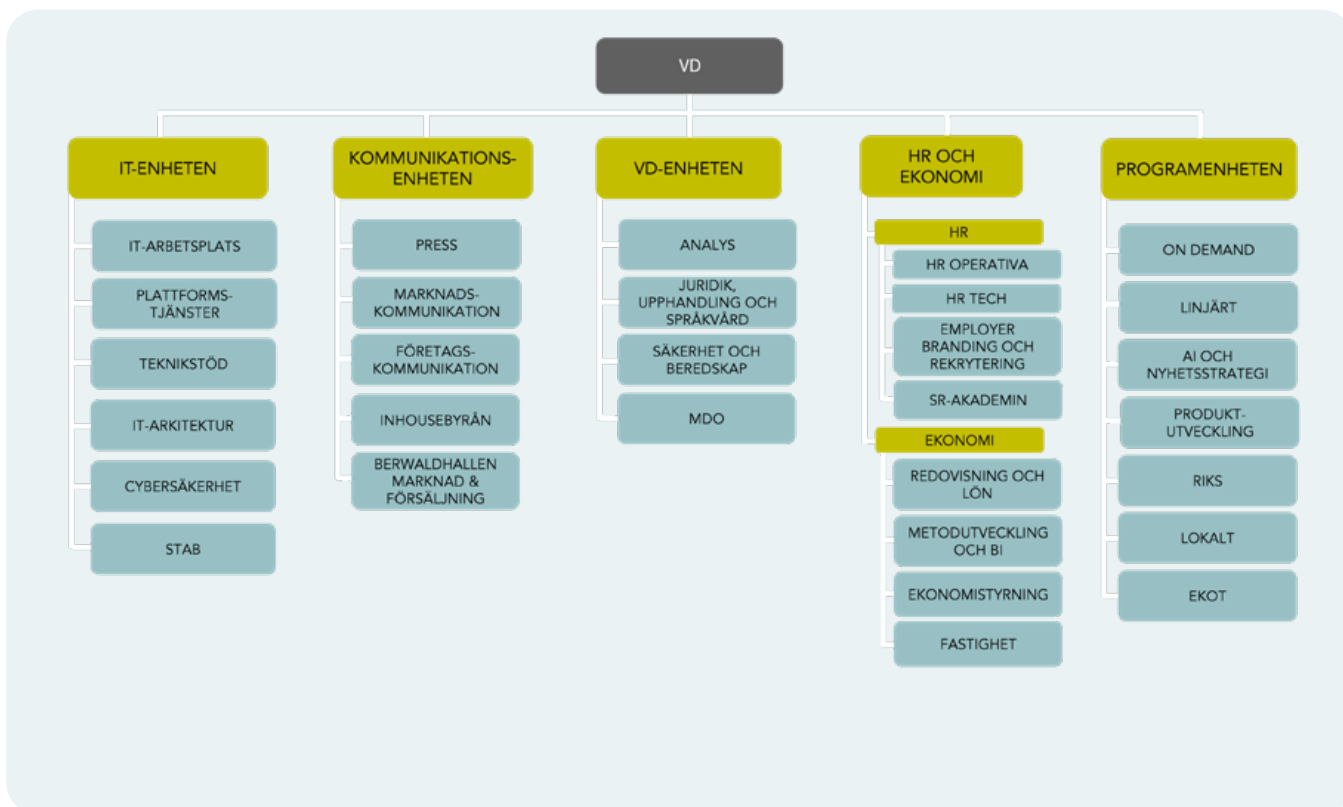 VD
IT-ENHETEN
IT-ARBETSPLATS
PLATTFORMS-
TJÄNSTER
TEKNIKSTÖD
IT-ARKITEKTUR
CYBERSÄKERHET
STAB
KOMMUNIKATIONS-
ENHETEN
PRESS
MARKNADS-
KOMMUNIKATION
FÖRETAGS-
KOMMUNIKATION
INHOUSEBYRÅN
BERWALDHALLEN
MARKNAD &
FÖRSÄLJNING
VD-ENHETEN
ANALYS
JURIDIK,
UPPHANDLING OCH
SPRÅKVÅRD
SÄKERHET OCH
BEREDSKAP
MDO
HR OCH
EKONOMI
HR
HR OPERATIVA
HR TECH
EMPLOYER
BRANDING OCH
REKRYTERING
SR-AKADEMIN
EKONOMI
REDOVISNING OCH
LÖN
METODUTVECKLING
OCH BI
EKONOMISTYRNING
FASTIGHET
PROGRAMENHETEN
ON DEMAND
LINJÄRT
AI OCH
NYHETSSTRATEGI
PRODUKT-
UTVECKLING
RIKS
LOKALT
EKOT